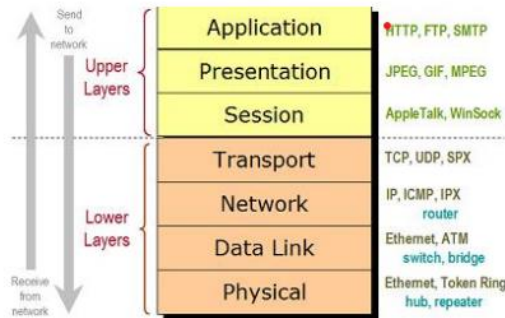 Send
to
network
Upper
Layers
Application
HTTP, FTP, SMTP
Presentation
JPEG, GIF, MPEG
Session
AppleTalk, WinSock
Lower
Layers
Transport
TCP, UDP, SPX
Network
IP, ICMP, IPX
router
Data Link
Ethernet, ATM
switch, bridge
Physical
Ethernet, Token Ring
hub, repeater
Receive
from
network